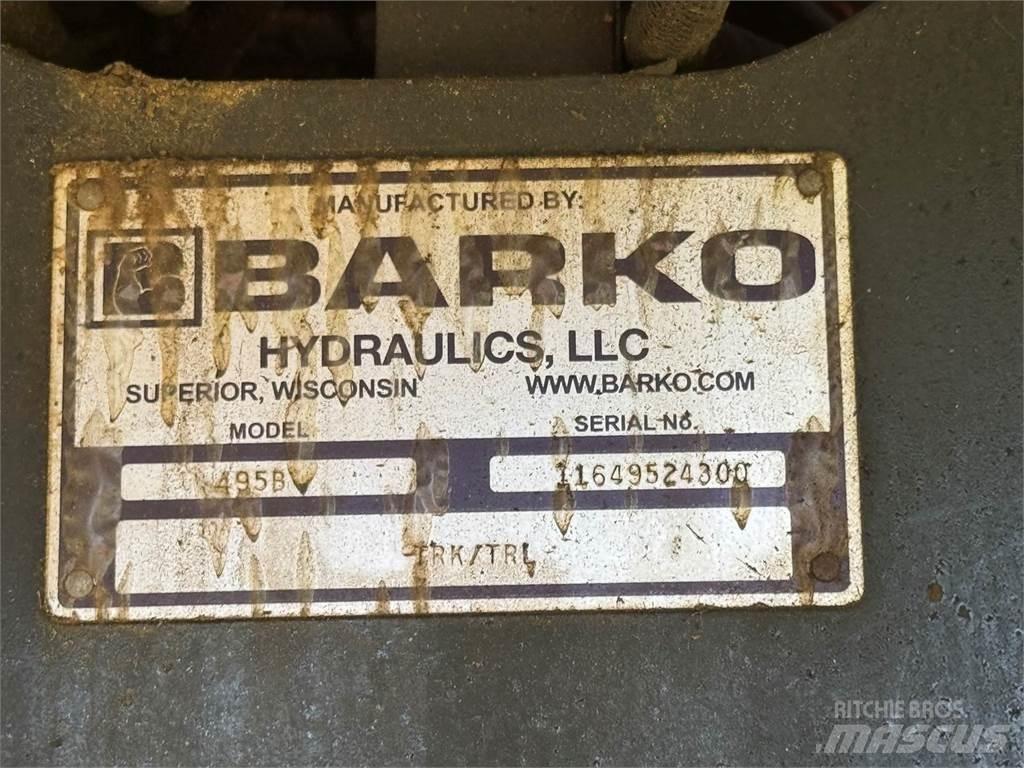 MANUFACTURED BY:
BARKO
HYDRAULICS, LLC
SUPERIOR, WISCONSIN WWW.BARKO.COM
MODEL SERIAL No.
495B 11649524300
TRK/TRL
RITCHIE BROS.
MASCUS